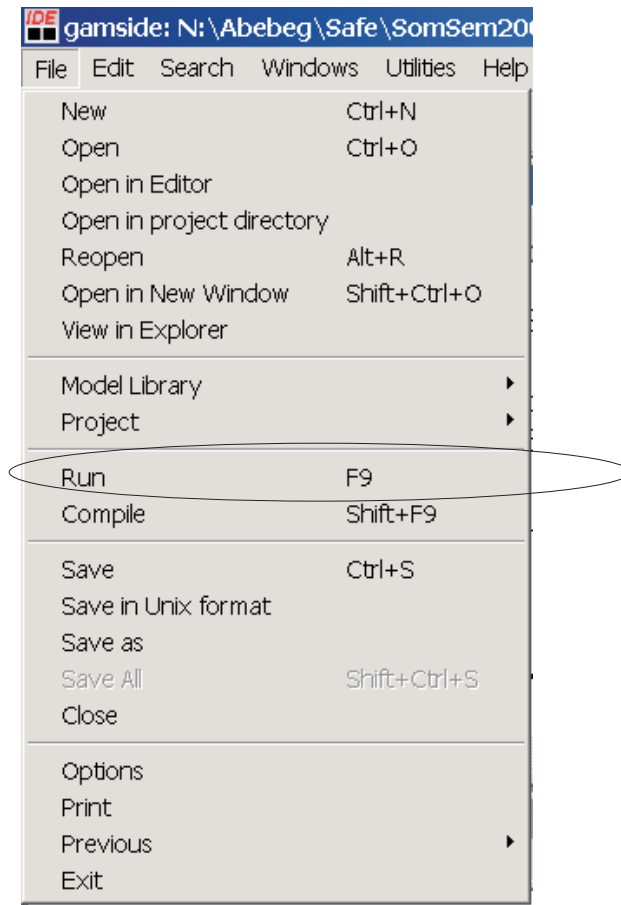 IDE gamside: N:\Abebeg\Safe\SomSem20
File Edit Search Windows Utilities Help
New Ctrl+N
Open Ctrl+O
Open in Editor
Open in project directory
Reopen Alt+R
Open in New Window Shift+Ctrl+O
View in Explorer
Model Library
Project
Run F9
Compile Shift+F9
Save Ctrl+S
Save in Unix format
Save as
Save All Shift+Ctrl+S
Close
Options
Print
Previous
Exit